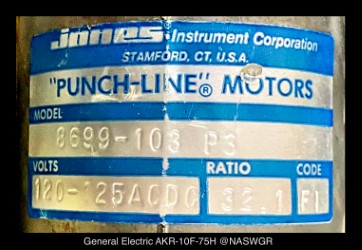 Jones Instrument Corporation
STAMFORD, CT. U.S.A.
"PUNCH-LINE"® MOTORS
MODEL
8699-103 P3
VOLTS RATIO CODE
120-125ACDC 32.1 F1
General Electric AKR-10F-75H @NASWGR